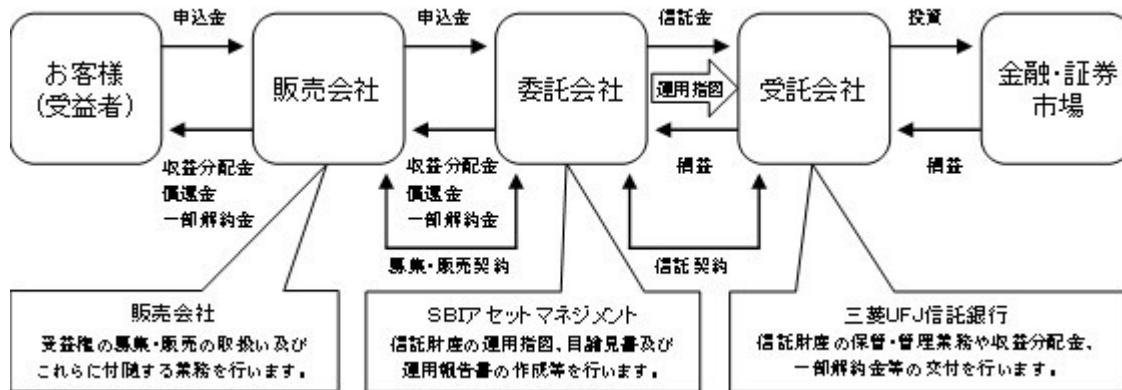 申込金
申込金
信託金
投資
お客様
(受益者)
販売会社
委託会社
運用指図
受託会社
金融・証券
市場
収益分配金
償還金
一部解約金
収益分配金
償還金
一部解約金
損益
損益
募集・販売契約
信託契約
販売会社
受益権の募集・販売の取扱い及び
これらに付随する業務を行います。
SBIアセットマネジメント
信託財産の運用指図、目論見書及び
運用報告書の作成等を行います。
三菱UFJ信託銀行
信託財産の保管・管理業務や収益分配金、
一部解約金等の交付を行います。